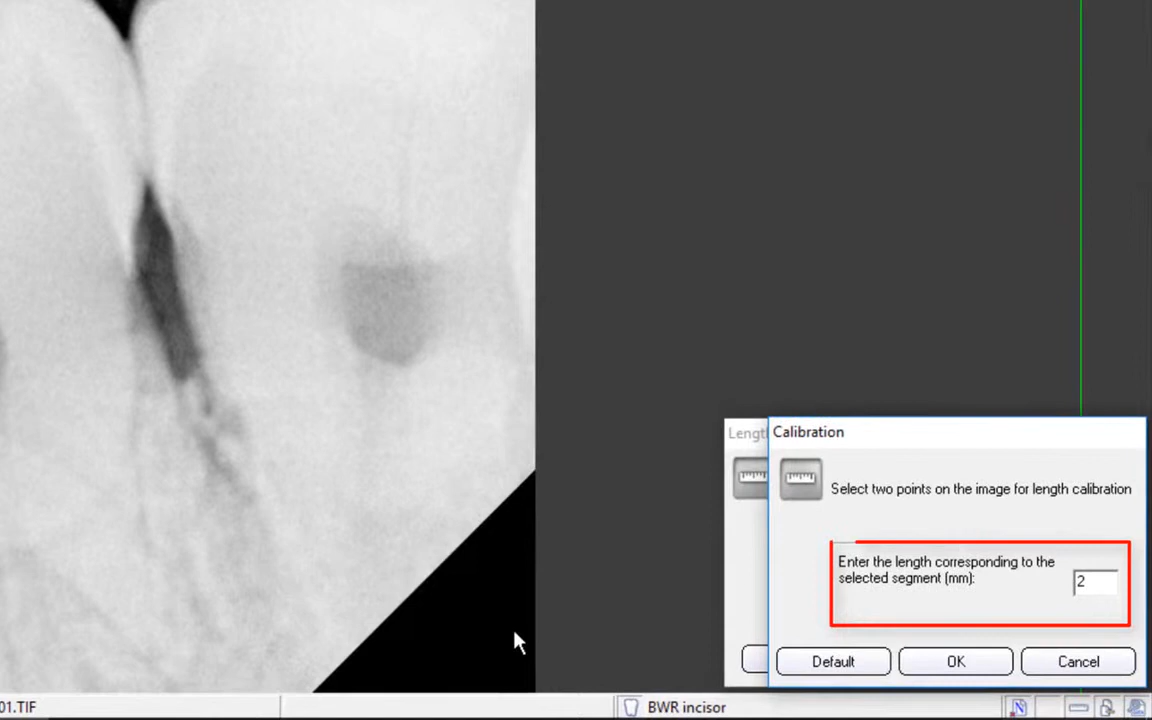 Length
Calibration
Select two points on the image for length calibration
Enter the length corresponding to the
selected segment (mm):
2
Default
OK
Cancel
01.TIF
BWR incisor
N